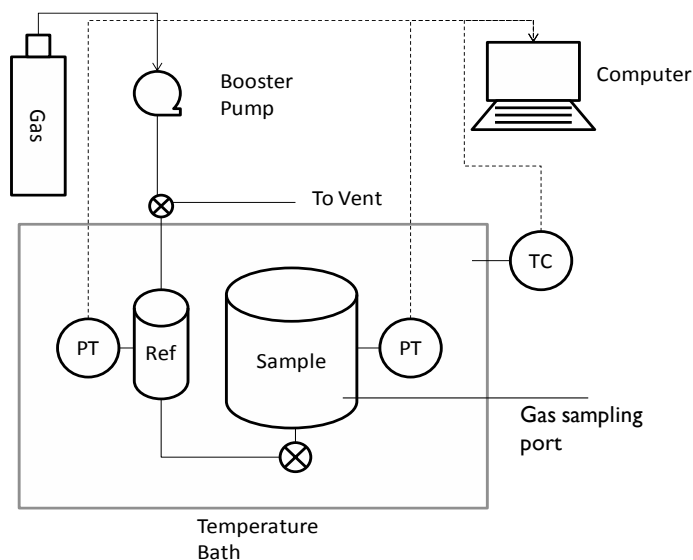 Gas
Booster
Pump
Computer
To Vent
TC
PT
Ref
Sample
PT
Gas sampling
port
Temperature
Bath